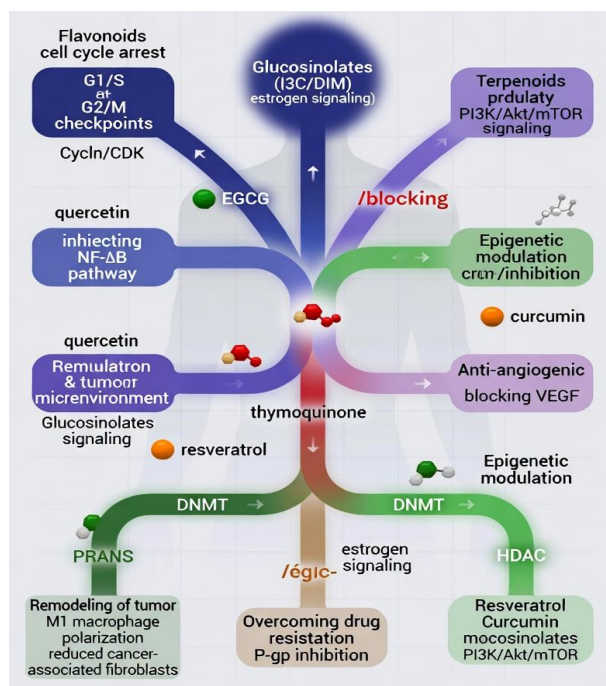 Flavonoids
cell cycle arrest
G1/S
at
G2/M
checkpoints
Cycln/CDK
Glucosinolates
(I3C/DIM)
estrogen signaling)
Terpenoids
prdulaty
PI3K/Akt/mTOR
signaling
EGCG
/blocking
quercetin
inhiecting
NF-ΔB
pathway
Epigenetic
modulation
/inhibition
curcumin
quercetin
Remulatron
& tumoor
micrenvironment
Glucosinolates
signaling
resveratrol
Anti-angiogenic
blocking VEGF
thymoquinone
Epigenetic
modulation
DNMT
DNMT
PRANS
HDAC
/égic-
estrogen
signaling
Remodeling of tumor
M1 macrophage
polarization
reduced cancer-
associated fibroblasts
Overcoming drug
resistation
P-gp inhibition
Resveratrol
Curcumin
mocosinolates
PI3K/Akt/mTOR